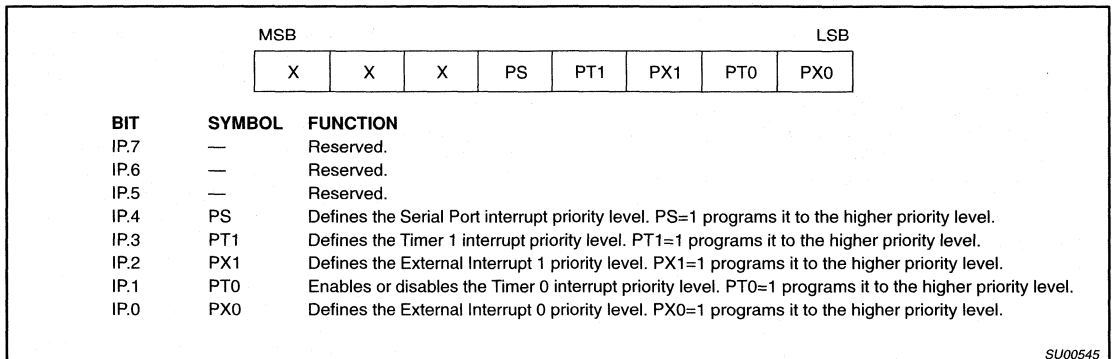 MSB LSB
X X X PS PT1 PX1 PT0 PX0
BIT SYMBOL FUNCTION
IP.7 — Reserved.
IP.6 — Reserved.
IP.5 — Reserved.
IP.4 PS Defines the Serial Port interrupt priority level. PS=1 programs it to the higher priority level.
IP.3 PT1 Defines the Timer 1 interrupt priority level. PT1=1 programs it to the higher priority level.
IP.2 PX1 Defines the External Interrupt 1 priority level. PX1=1 programs it to the higher priority level.
IP.1 PT0 Enables or disables the Timer 0 interrupt priority level. PT0=1 programs it to the higher priority level.
IP.0 PX0 Defines the External Interrupt 0 priority level. PX0=1 programs it to the higher priority level.
SU00545